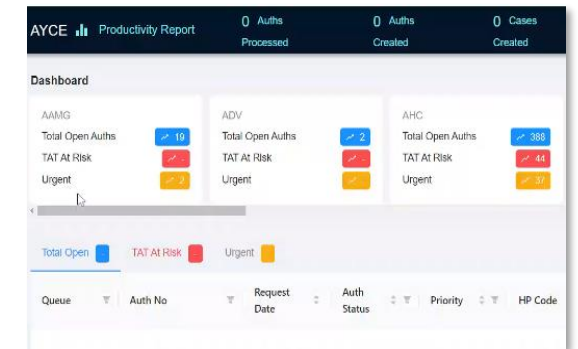 AYCE Productivity Report
0 Auths Processed
0 Auths Created
0 Cases Created
Dashboard
AAMG
Total Open Auths 19
TAT At Risk -
Urgent 2
ADV
Total Open Auths 2
TAT At Risk -
Urgent
AHC
Total Open Auths 388
TAT At Risk 44
Urgent 37
Total Open TAT At Risk Urgent
Queue Auth No Request Date Auth Status Priority HP Code